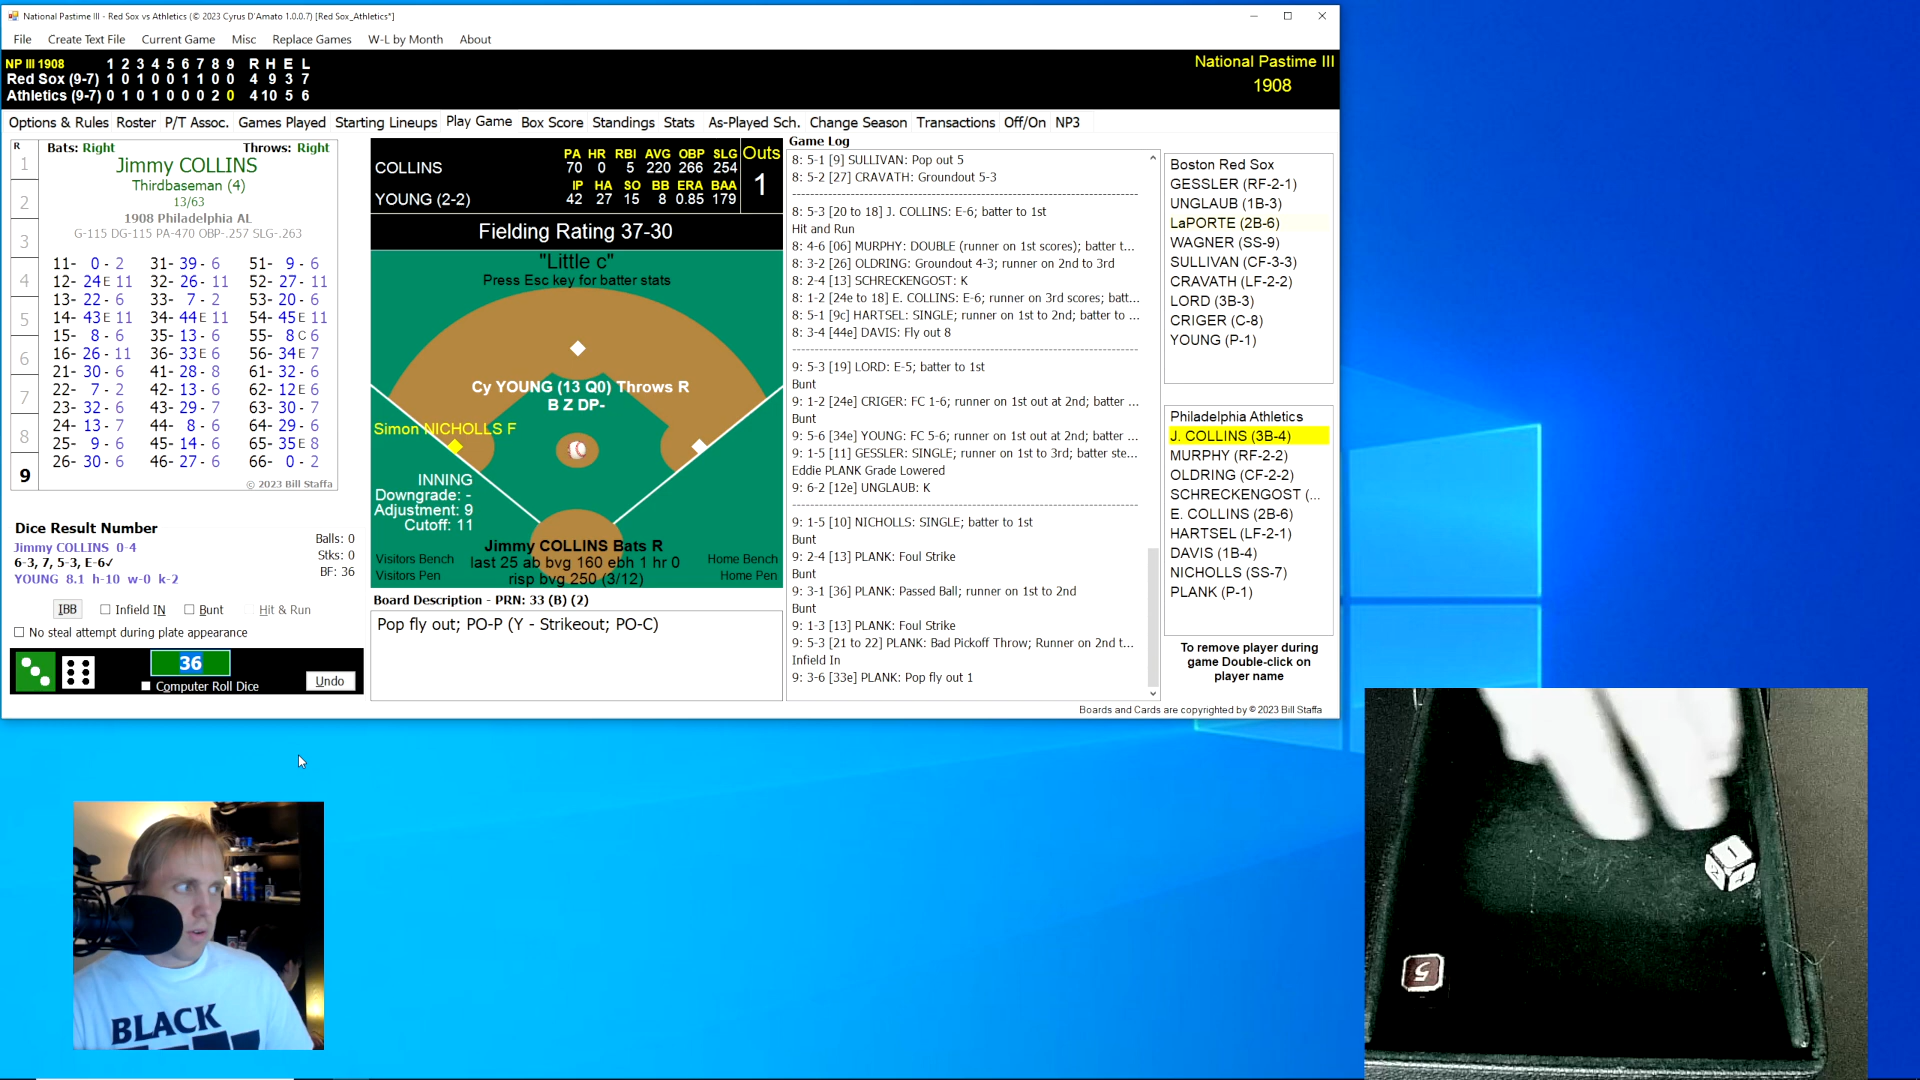 National Pastime III - Red Sox vs Athletics (© 2023 Cyrus D'Amato 1.0.0.7) [Red Sox_Athletics*]
File Create Text File Current Game Misc Replace Games W-L by Month About
NP III 1908 1 2 3 4 5 6 7 8 9 R H E L
Red Sox (9-7) 1 0 1 0 0 1 1 0 0 4 9 3 7
Athletics (9-7) 0 1 0 1 0 0 0 2 0 4 10 5 6
National Pastime III
1908
Options & Rules Roster P/T Assoc. Games Played Starting Lineups Play Game Box Score Standings Stats As-Played Sch. Change Season Transactions Off/On NP3
R
1
2
3
4
5
6
7
8
9
Bats: Right Throws: Right
Jimmy COLLINS
Thirdbaseman (4)
13/63
1908 Philadelphia AL
G-115 DG-115 PA-470 OBP-.257 SLG-.263
11- 0 - 2 31- 39 - 6 51- 9 - 6
12- 24 E 11 32- 26 - 11 52- 27 - 11
13- 22 - 6 33- 7 - 2 53- 20 - 6
14- 43 E 11 34- 44 E 11 54- 45 E 11
15- 8 - 6 35- 13 - 6 55- 8 C 6
16- 26 - 11 36- 33 E 6 56- 34 E 7
21- 30 - 6 41- 28 - 8 61- 32 - 6
22- 7 - 2 42- 13 - 6 62- 12 E 6
23- 32 - 6 43- 29 - 7 63- 30 - 7
24- 13 - 7 44- 8 - 6 64- 29 - 6
25- 9 - 6 45- 14 - 6 65- 35 E 8
26- 30 - 6 46- 27 - 6 66- 0 - 2
© 2023 Bill Staffa
Dice Result Number
Jimmy COLLINS 0-4
6-3, 7, 5-3, E-6✓
YOUNG 8.1 h-10 w-0 k-2
Balls: 0
Stks: 0
BF: 36
IBB Infield IN Bunt Hit & Run
No steal attempt during plate appearance
36
Computer Roll Dice
Undo
COLLINS
PA HR RBI AVG OBP SLG
70 0 5 220 266 254
YOUNG (2-2)
IP HA SO BB ERA BAA
42 27 15 8 0.85 179
Outs
1
Fielding Rating 37-30
"Little c"
Press Esc key for batter stats
Cy YOUNG (13 Q0) Throws R
B Z DP-
Simon NICHOLLS F
INNING
Downgrade: -
Adjustment: 9
Cutoff: 11
Jimmy COLLINS Bats R
last 25 ab bvg 160 ebh 1 hr 0
risp bvg 250 (3/12)
Visitors Bench
Visitors Pen
Home Bench
Home Pen
Board Description - PRN: 33 (B) (2)
Pop fly out; PO-P (Y - Strikeout; PO-C)
Game Log
8: 5-1 [9] SULLIVAN: Pop out 5
8: 5-2 [27] CRAVATH: Groundout 5-3
8: 5-3 [20 to 18] J. COLLINS: E-6; batter to 1st
Hit and Run
8: 4-6 [06] MURPHY: DOUBLE (runner on 1st scores); batter t...
8: 3-2 [26] OLDRING: Groundout 4-3; runner on 2nd to 3rd
8: 2-4 [13] SCHRECKENGOST: K
8: 1-2 [24e to 18] E. COLLINS: E-6; runner on 3rd scores; batt...
8: 5-1 [9c] HARTSEL: SINGLE; runner on 1st to 2nd; batter to ...
8: 3-4 [44e] DAVIS: Fly out 8
9: 5-3 [19] LORD: E-5; batter to 1st
Bunt
9: 1-2 [24e] CRIGER: FC 1-6; runner on 1st out at 2nd; batter ...
Bunt
9: 5-6 [34e] YOUNG: FC 5-6; runner on 1st out at 2nd; batter ...
9: 1-5 [11] GESSLER: SINGLE; runner on 1st to 3rd; batter ste...
Eddie PLANK Grade Lowered
9: 6-2 [12e] UNGLAUB: K
9: 1-5 [10] NICHOLLS: SINGLE; batter to 1st
Bunt
9: 2-4 [13] PLANK: Foul Strike
Bunt
9: 3-1 [36] PLANK: Passed Ball; runner on 1st to 2nd
Bunt
9: 1-3 [13] PLANK: Foul Strike
9: 5-3 [21 to 22] PLANK: Bad Pickoff Throw; Runner on 2nd t...
Infield In
9: 3-6 [33e] PLANK: Pop fly out 1
Boston Red Sox
GESSLER (RF-2-1)
UNGLAUB (1B-3)
LaPORTE (2B-6)
WAGNER (SS-9)
SULLIVAN (CF-3-3)
CRAVATH (LF-2-2)
LORD (3B-3)
CRIGER (C-8)
YOUNG (P-1)
Philadelphia Athletics
J. COLLINS (3B-4)
MURPHY (RF-2-2)
OLDRING (CF-2-2)
SCHRECKENGOST (...
E. COLLINS (2B-6)
HARTSEL (LF-2-1)
DAVIS (1B-4)
NICHOLLS (SS-7)
PLANK (P-1)
To remove player during
game Double-click on
player name
Boards and Cards are copyrighted by © 2023 Bill Staffa
BLACK
1
2 4
5